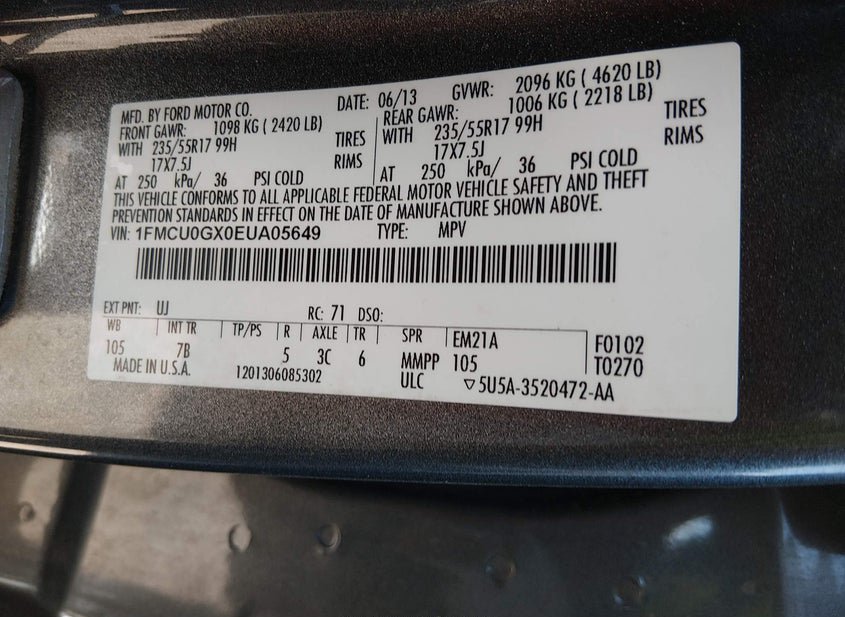 MFD. BY FORD MOTOR CO. DATE: 06/13 GVWR: 2096 KG ( 4620 LB)
FRONT GAWR: 1098 KG ( 2420 LB) REAR GAWR: 1006 KG ( 2218 LB)
WITH 235/55R17 99H TIRES WITH 235/55R17 99H TIRES
17X7.5J RIMS 17X7.5J RIMS
AT 250 kPa/ 36 PSI COLD AT 250 kPa/ 36 PSI COLD
THIS VEHICLE CONFORMS TO ALL APPLICABLE FEDERAL MOTOR VEHICLE SAFETY AND THEFT
PREVENTION STANDARDS IN EFFECT ON THE DATE OF MANUFACTURE SHOWN ABOVE.
VIN: 1FMCU0GX0EUA05649 TYPE: MPV
EXT PNT: UJ RC: 71 DSO:
WB INT TR TP/PS R AXLE TR SPR EM21A F0102
105 7B 5 3C 6 MMPP 105 T0270
MADE IN U.S.A. 1201306085302 ULC ▽5U5A-3520472-AA